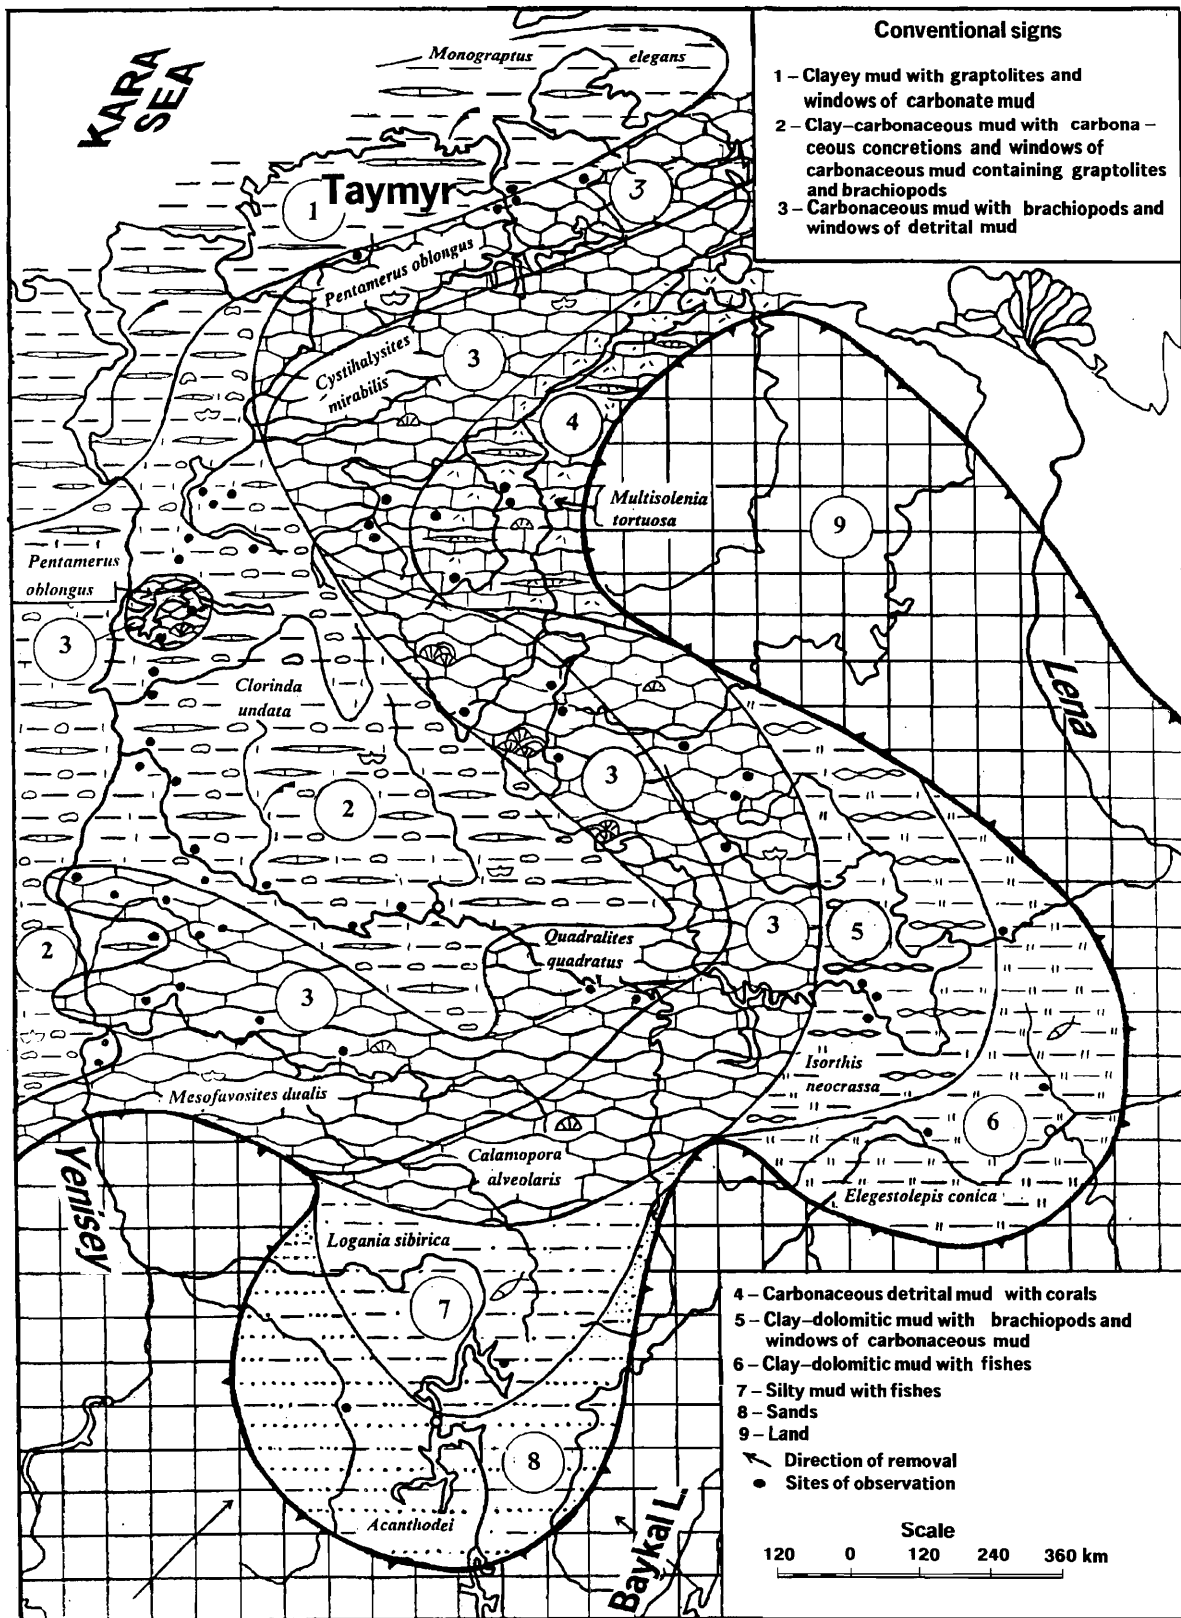 KARA
SEA
Monograptus elegans
Conventional signs
1 – Clayey mud with graptolites and
windows of carbonate mud
2 – Clay–carbonaceous mud with carbona –
ceous concretions and windows of
carbonaceous mud containing graptolites
and brachiopods
3 – Carbonaceous mud with brachiopods and
windows of detrital mud
Taymyr
1
3
Pentamerus oblongus
3
Cystihalysites
mirabilis
4
Multisolenia
tortuosa
9
Pentamerus
oblongus
3
Clorinda
undata
Lena
3
2
Quadralites
quadratus
3
5
2
3
Isorthis
neocrassa
Mesofavosites dualis
6
Calamopora
alveolaris
Elegestolepis conica
Yenisey
Logania sibirica
7
4 – Carbonaceous detrital mud with corals
5 – Clay–dolomitic mud with brachiopods and
windows of carbonaceous mud
6 – Clay–dolomitic mud with fishes
7 – Silty mud with fishes
8 – Sands
9 – Land
Direction of removal
Sites of observation
8
Acanthodei
Baykal L.
Scale
120 0 120 240 360 km